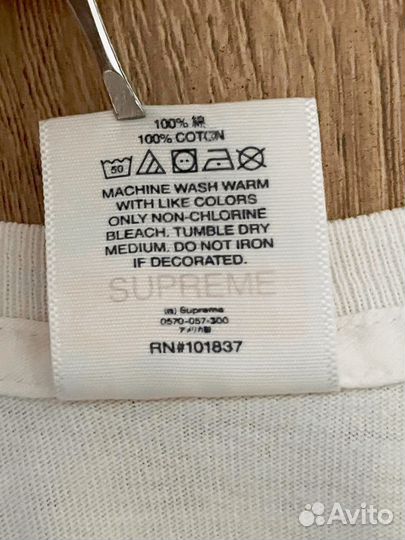 100% 綿
100% COTTON
50
MACHINE WASH WARM
WITH LIKE COLORS
ONLY NON-CHLORINE
BLEACH. TUMBLE DRY
MEDIUM. DO NOT IRON
IF DECORATED.
SUPREME
(株) Supreme
0570-057-300
アメリカ製
RN#101837
Avito